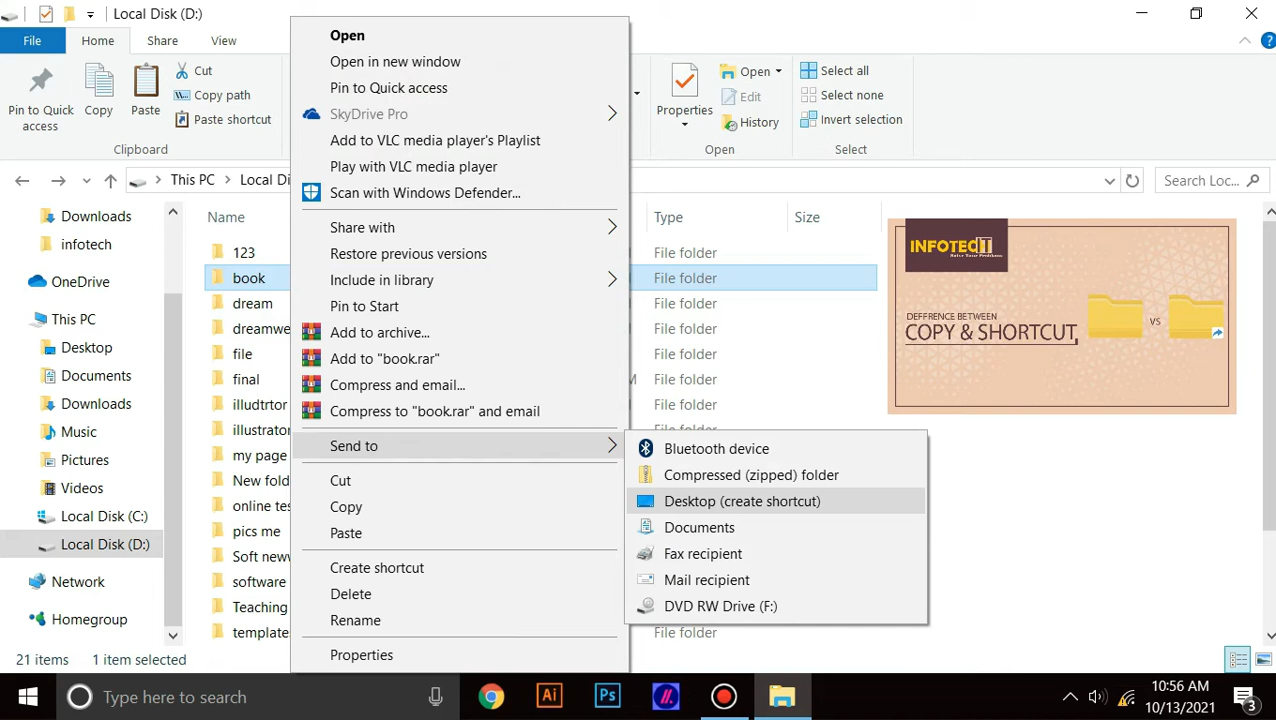 Local Disk (D:)
File
Home
Share
View
Pin to Quick
access
Copy
Paste
Cut
Copy path
Paste shortcut
Clipboard
Properties
Open
Edit
History
Open
Select all
Select none
Invert selection
Select
This PC
Local Di
Search Loc...
Downloads
infotech
OneDrive
This PC
Desktop
Documents
Downloads
Music
Pictures
Videos
Local Disk (C:)
Local Disk (D:)
Network
Homegroup
Name
Type
Size
123
File folder
book
File folder
dream
File folder
dreamwe
File folder
file
File folder
final
M
File folder
illudtrtor
File folder
illustrator
my page
New fold
online tes
pics me
Soft neww
software
Teaching
templates
File folder
Open
Open in new window
Pin to Quick access
SkyDrive Pro
Add to VLC media player's Playlist
Play with VLC media player
Scan with Windows Defender...
Share with
Restore previous versions
Include in library
Pin to Start
Add to archive...
Add to "book.rar"
Compress and email...
Compress to "book.rar" and email
Send to
Cut
Copy
Paste
Create shortcut
Delete
Rename
Properties
Bluetooth device
Compressed (zipped) folder
Desktop (create shortcut)
Documents
Fax recipient
Mail recipient
DVD RW Drive (F:)
INFOTECIT
DEFFRENCE BETWEEN
COPY & SHORTCUT
VS
21 items
1 item selected
Type here to search
Ai
Ps
10:56 AM
10/13/2021
3